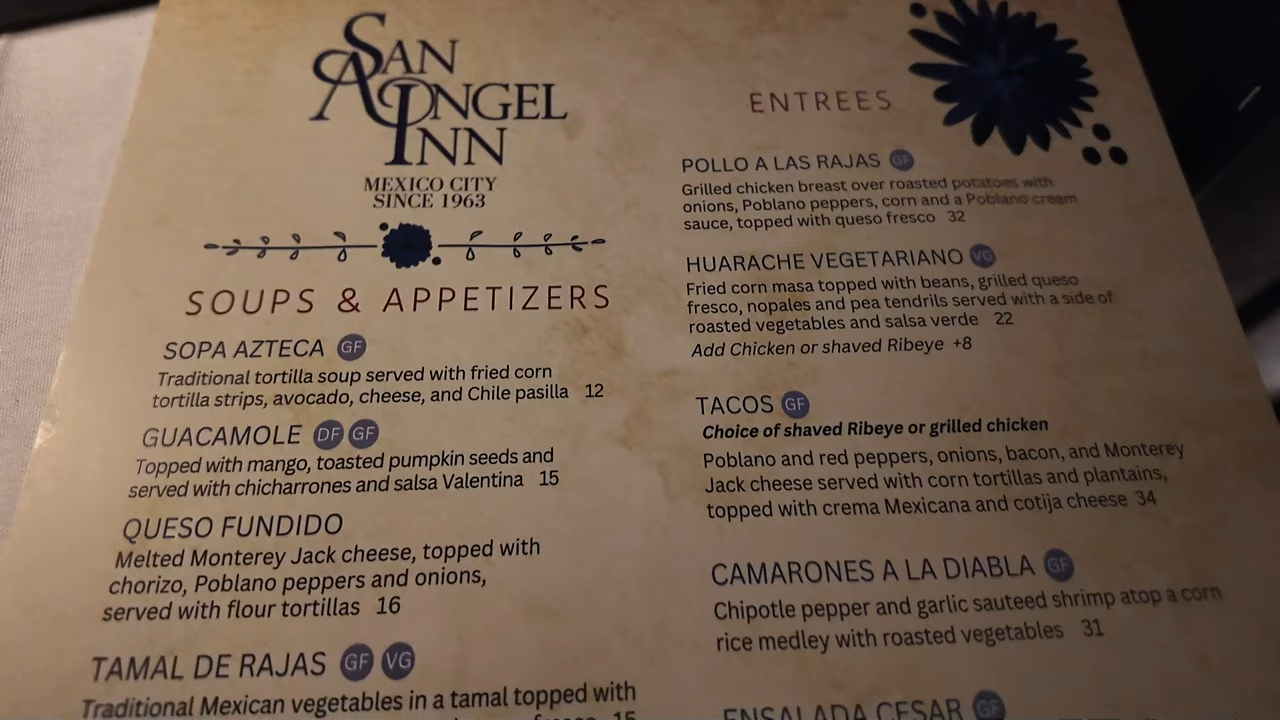 SAN
ANGEL
INN
MEXICO CITY
SINCE 1963
SOUPS & APPETIZERS
SOPA AZTECA GF
Traditional tortilla soup served with fried corn
tortilla strips, avocado, cheese, and Chile pasilla 12
GUACAMOLE DF GF
Topped with mango, toasted pumpkin seeds and
served with chicharrones and salsa Valentina 15
QUESO FUNDIDO
Melted Monterey Jack cheese, topped with
chorizo, Poblano peppers and onions,
served with flour tortillas 16
TAMAL DE RAJAS GF VG
Traditional Mexican vegetables in a tamal topped with
15
ENTREES
POLLO A LAS RAJAS GF
Grilled chicken breast over roasted potatoes with
onions, Poblano peppers, corn and a Poblano cream
sauce, topped with queso fresco 32
HUARACHE VEGETARIANO VG
Fried corn masa topped with beans, grilled queso
fresco, nopales and pea tendrils served with a side of
roasted vegetables and salsa verde 22
Add Chicken or shaved Ribeye +8
TACOS GF
Choice of shaved Ribeye or grilled chicken
Poblano and red peppers, onions, bacon, and Monterey
Jack cheese served with corn tortillas and plantains,
topped with crema Mexicana and cotija cheese 34
CAMARONES A LA DIABLA GF
Chipotle pepper and garlic sauteed shrimp atop a corn
rice medley with roasted vegetables 31
ENSALADA CESAR GF